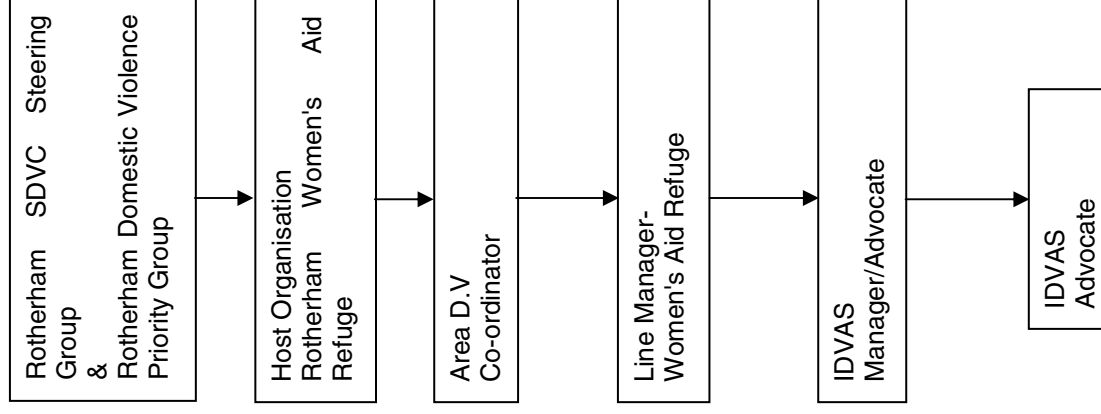 Rotherham SDVC Steering
Group
&
Rotherham Domestic Violence
Priority Group
Host Organisation
Rotherham Women's Aid
Refuge
Area D.V
Co-ordinator
Line Manager-
Women's Aid Refuge
IDVAS
Manager/Advocate
IDVAS
Advocate